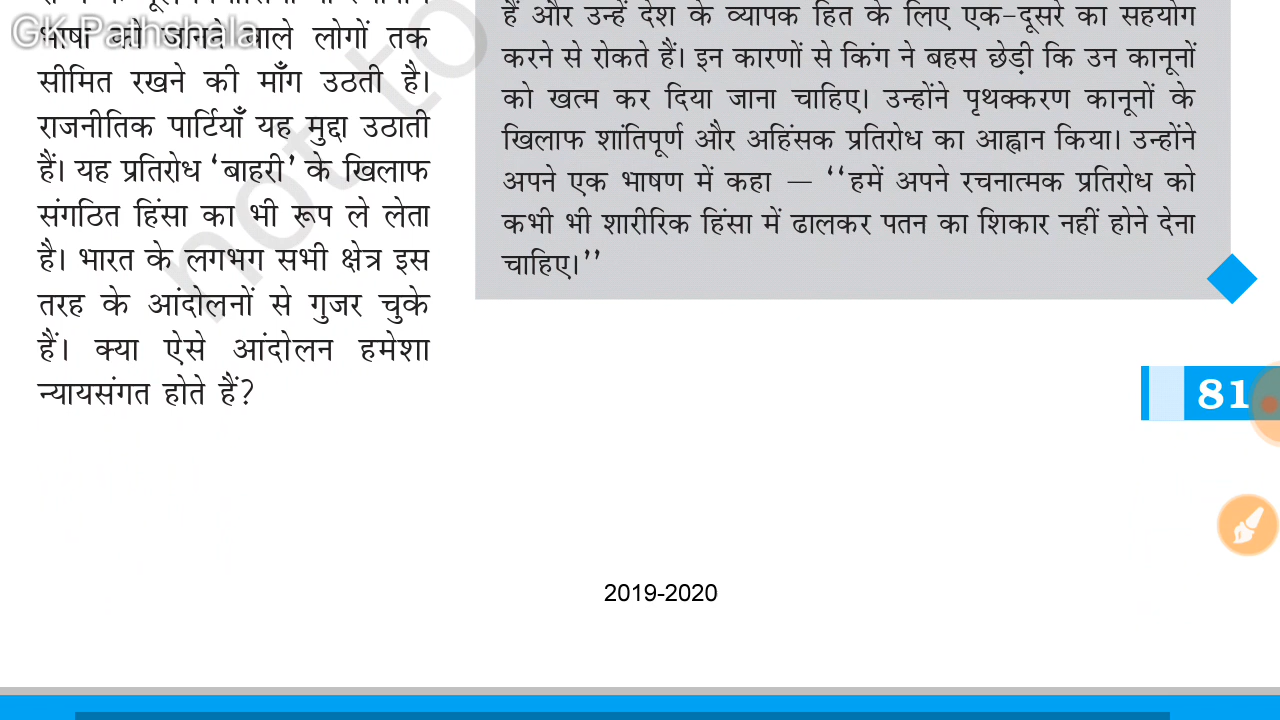 GK Pathshala
भाषा को जानने वाले लोगों तक
सीमित रखने की माँग उठती है।
राजनीतिक पार्टियाँ यह मुद्दा उठाती
हैं। यह प्रतिरोध ‘बाहरी’ के खिलाफ
संगठित हिंसा का भी रूप ले लेता
है। भारत के लगभग सभी क्षेत्र इस
तरह के आंदोलनों से गुजर चुके
हैं। क्या ऐसे आंदोलन हमेशा
न्यायसंगत होते हैं?
हैं और उन्हें देश के व्यापक हित के लिए एक-दूसरे का सहयोग
करने से रोकते हैं। इन कारणों से किंग ने बहस छेड़ी कि उन कानूनों
को खत्म कर दिया जाना चाहिए। उन्होंने पृथक्करण कानूनों के
खिलाफ शांतिपूर्ण और अहिंसक प्रतिरोध का आह्वान किया। उन्होंने
अपने एक भाषण में कहा — ‘‘हमें अपने रचनात्मक प्रतिरोध को
कभी भी शारीरिक हिंसा में ढालकर पतन का शिकार नहीं होने देना
चाहिए।’’
not to
81
2019-2020